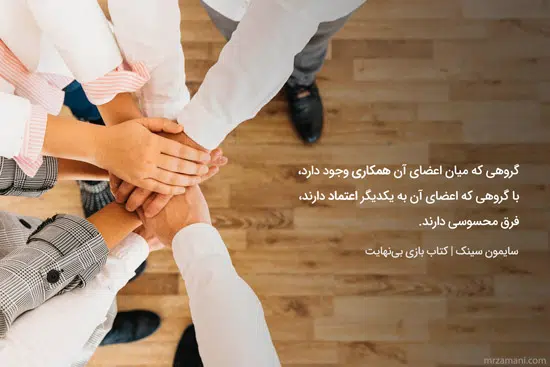 گروهی که میان اعضای آن همکاری وجود دارد،
با گروهی که اعضای آن به یکدیگر اعتماد دارند،
فرق محسوسی دارند.
سایمون سینک | کتاب بازی بی‌نهایت
mrzamani.com